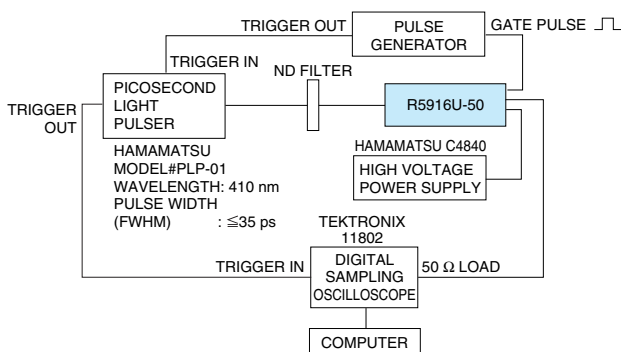 TRIGGER OUT
PULSE
GENERATOR
GATE PULSE
TRIGGER IN
ND FILTER
TRIGGER
OUT
PICOSECOND
LIGHT
PULSER
R5916U-50
HAMAMATSU
MODEL#PLP-01
WAVELENGTH: 410 nm
PULSE WIDTH
(FWHM) : ≦35 ps
HAMAMATSU C4840
HIGH VOLTAGE
POWER SUPPLY
TEKTRONIX
11802
TRIGGER IN
DIGITAL
SAMPLING
OSCILLOSCOPE
50 Ω LOAD
COMPUTER